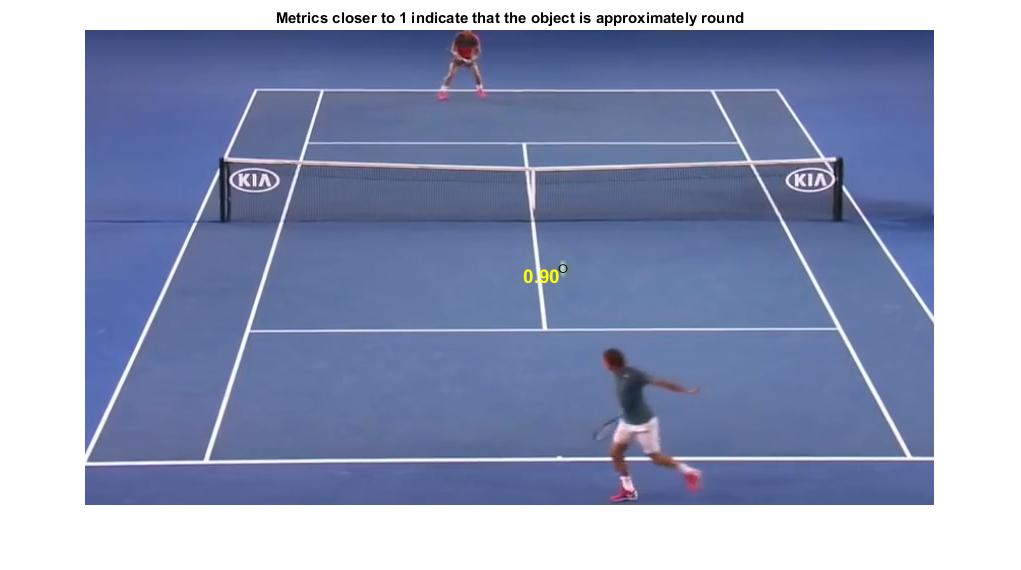 Metrics closer to 1 indicate that the object is approximately round
KIA
KIA
0.90